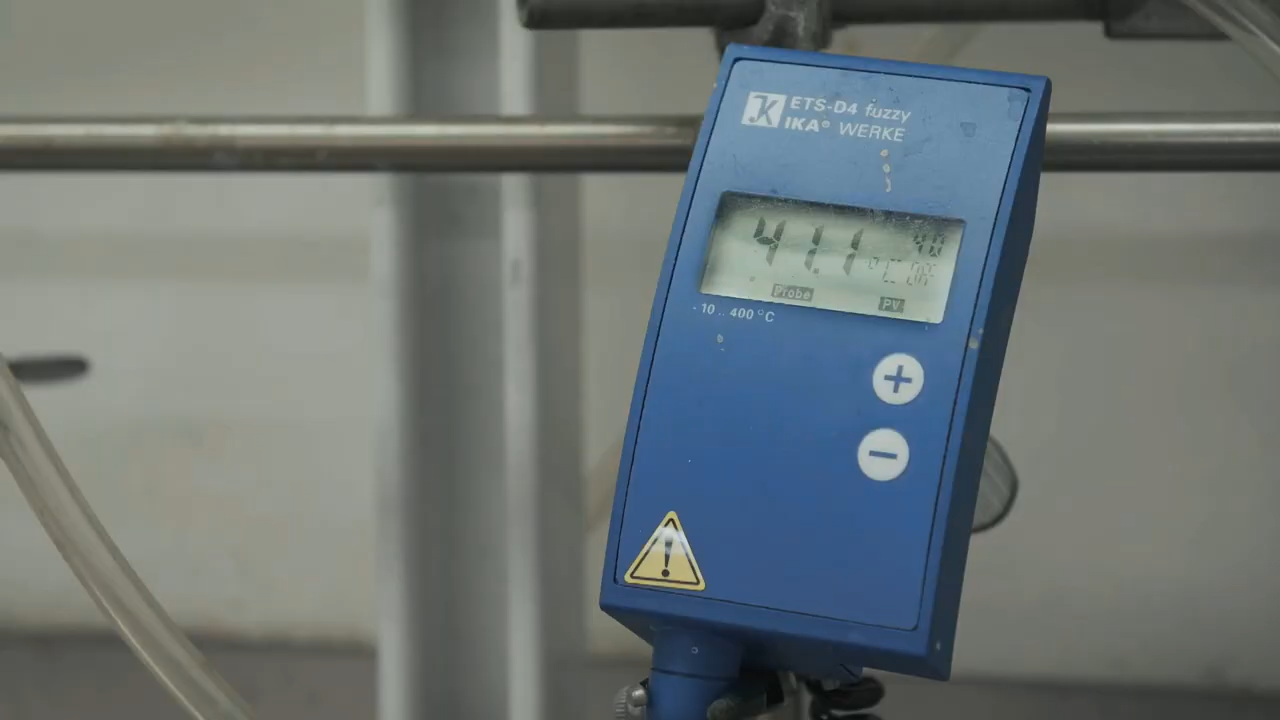 ETS-D4 fuzzy
IKA® WERKE
41.1 °C
40
Probe
PV
-10 .. 400 °C
+
−
!